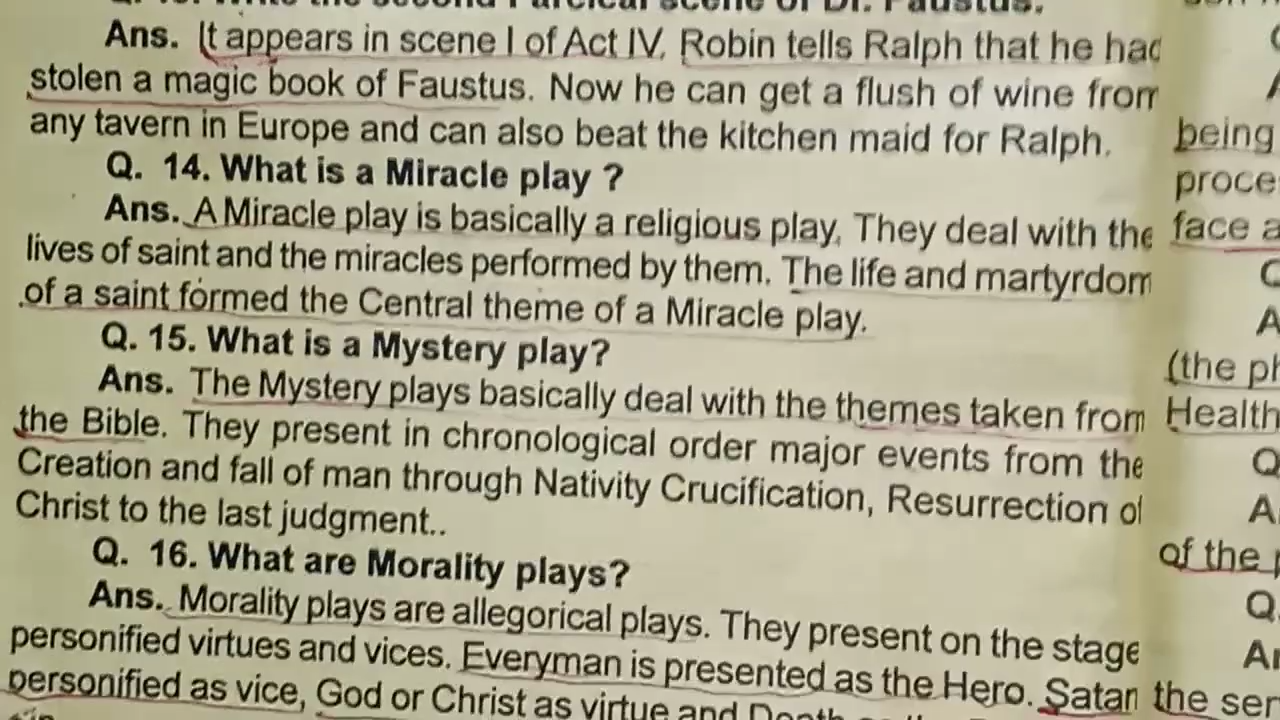 the second Farcical scene of Dr. Faustus.
Ans. It appears in scene I of Act IV. Robin tells Ralph that he had
stolen a magic book of Faustus. Now he can get a flush of wine from
any tavern in Europe and can also beat the kitchen maid for Ralph.
Q. 14. What is a Miracle play ?
Ans. A Miracle play is basically a religious play. They deal with the
lives of saint and the miracles performed by them. The life and martyrdom
of a saint formed the Central theme of a Miracle play.
Q. 15. What is a Mystery play?
Ans. The Mystery plays basically deal with the themes taken from
the Bible. They present in chronological order major events from the
Creation and fall of man through Nativity Crucification, Resurrection of
Christ to the last judgment..
Q. 16. What are Morality plays?
Ans. Morality plays are allegorical plays. They present on the stage
personified virtues and vices. Everyman is presented as the Hero. Satan
personified as vice, God or Christ as virtue and Death
being
proce
face a
A
(the ph
Health
Q
A
of the
Q.
the ser